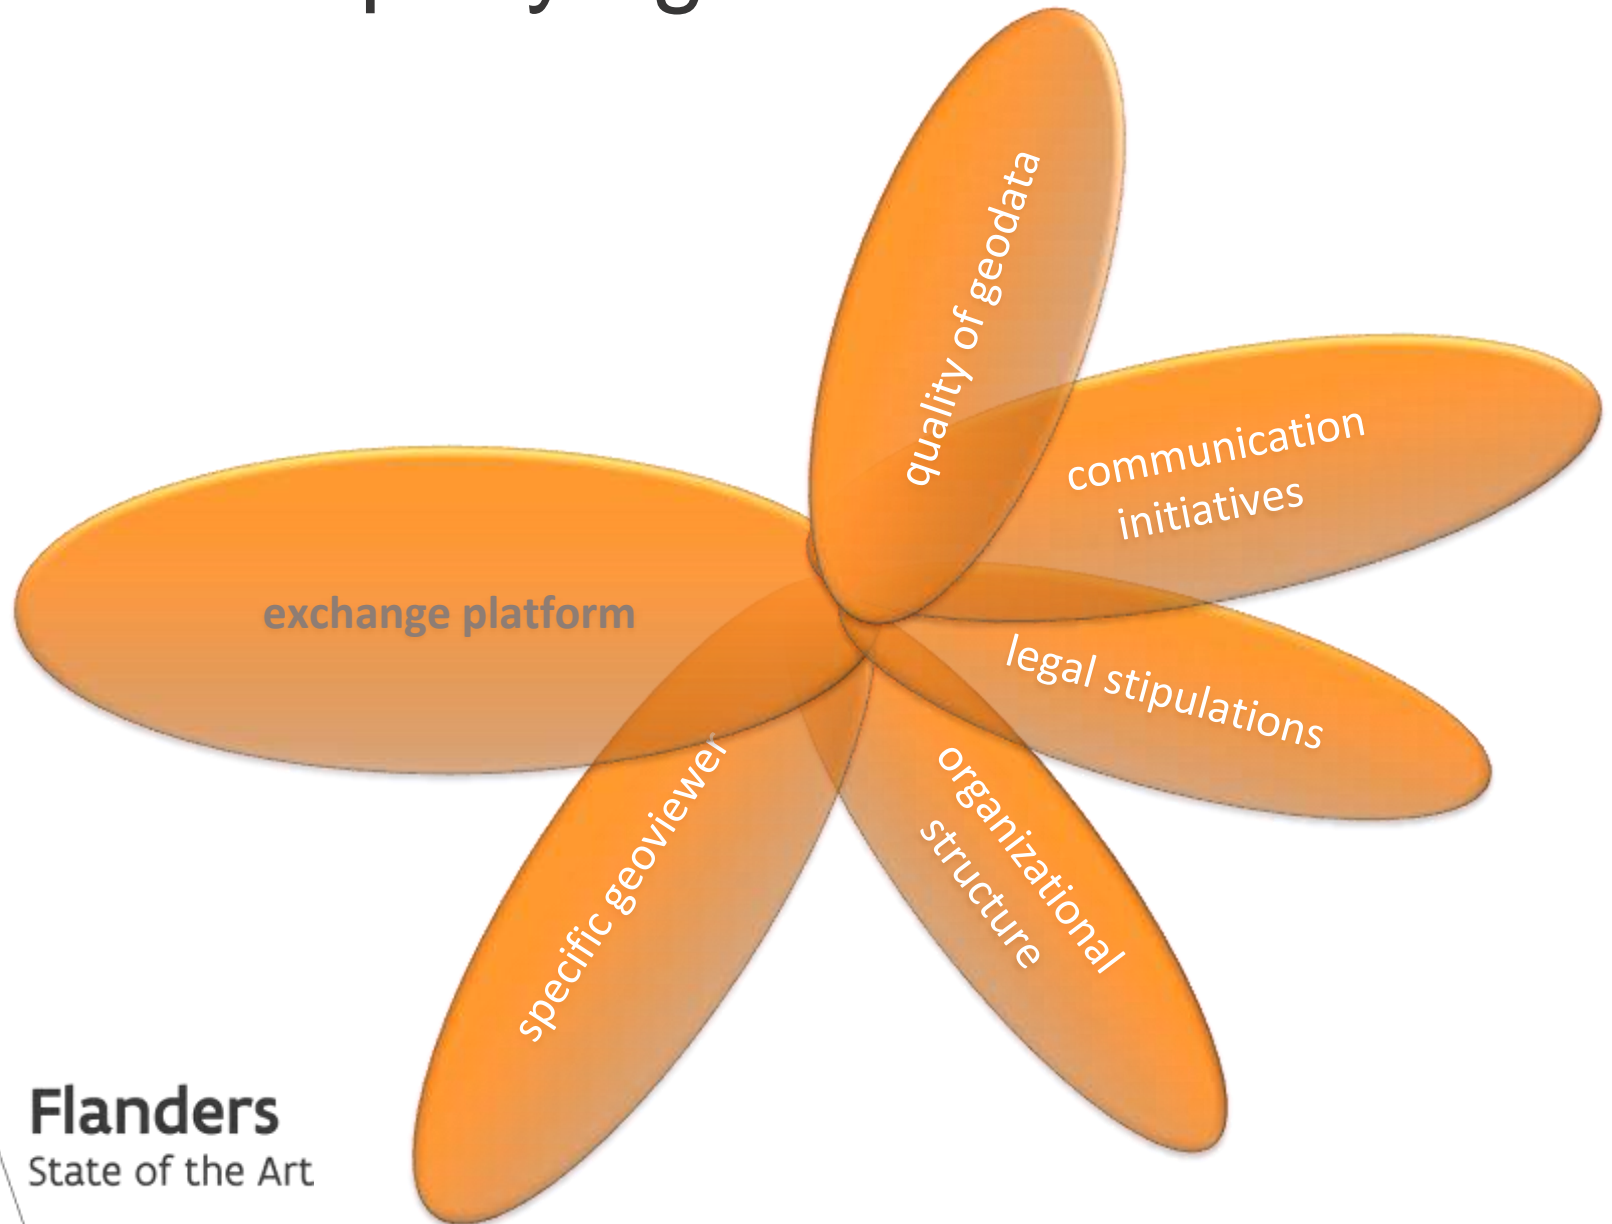 quality of geodata
communication
initiatives
exchange platform
legal stipulations
specific geoviewer
organizational
structure
Flanders
State of the Art